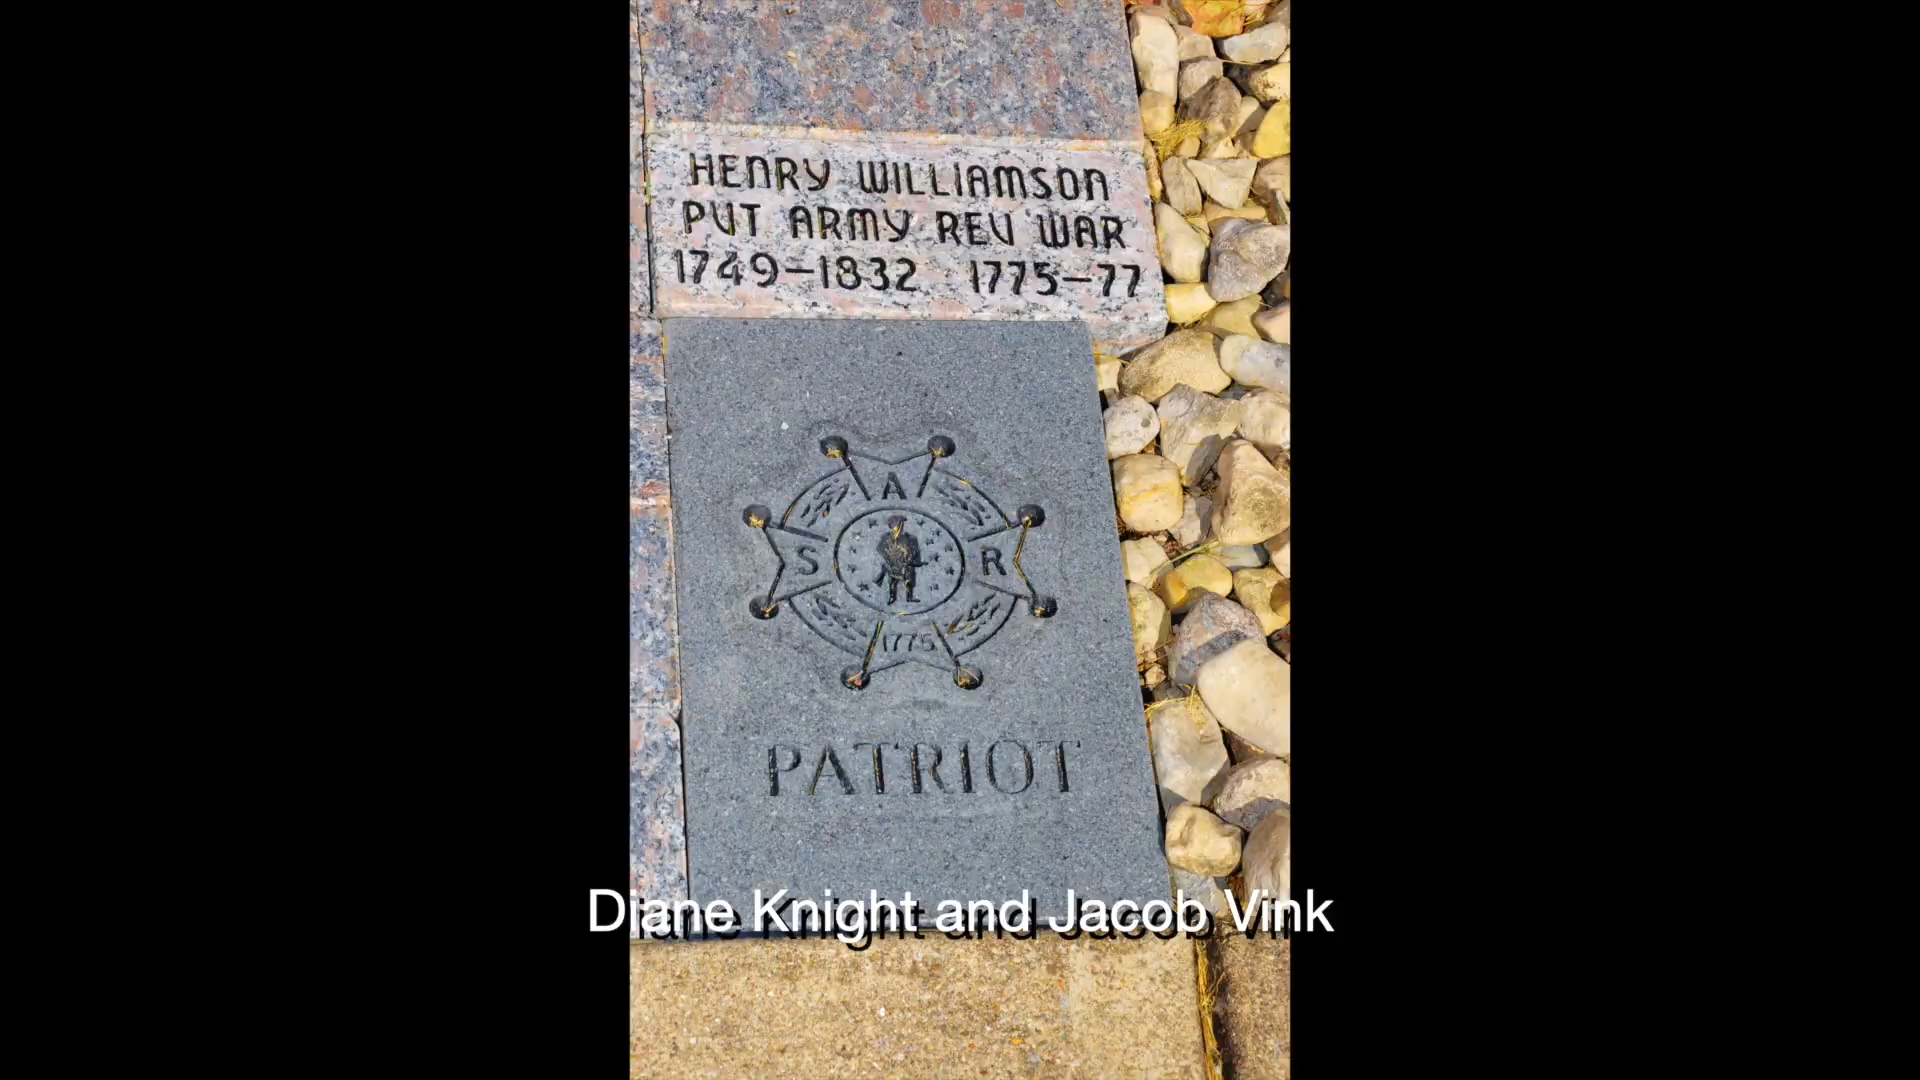 HENRY WILLIAMSON
PVT ARMY REV WAR
1749-1832 1775-77
A
S R
1775
PATRIOT
Diane Knight and Jacob Vink